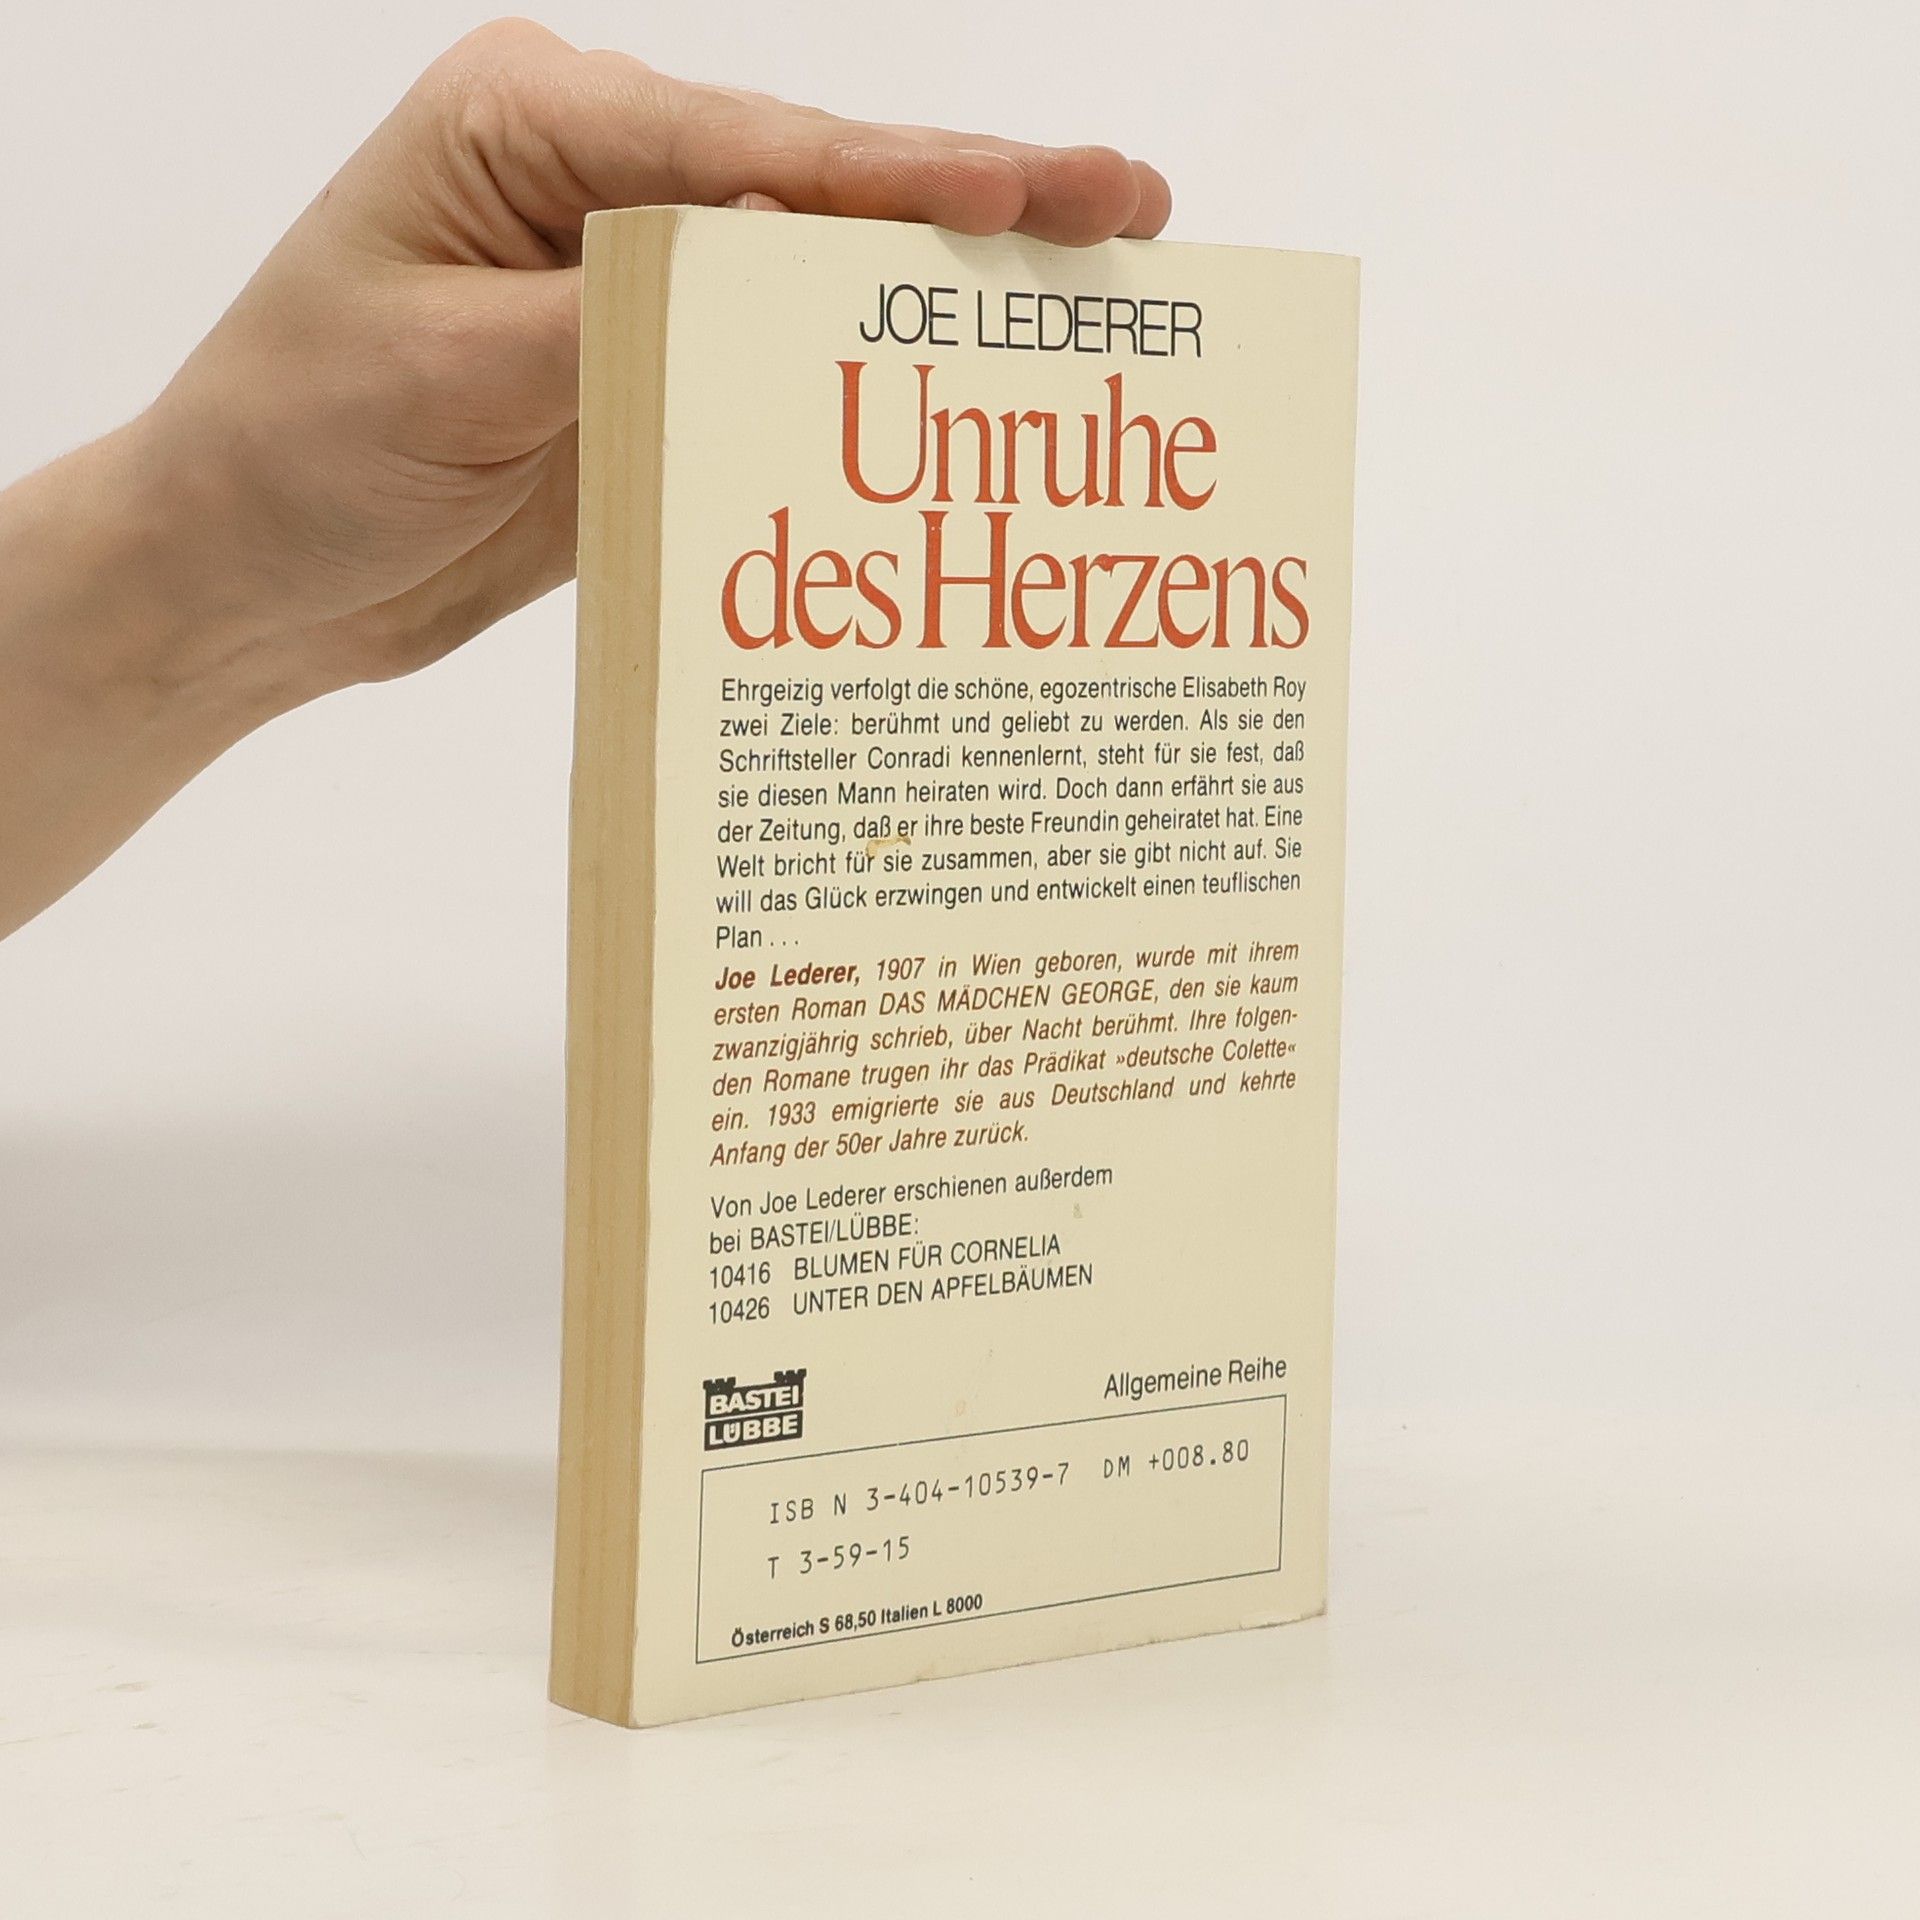 JOE LEDERER
Unruhe
des Herzens
Ehrgeizig verfolgt die schöne, egozentrische Elisabeth Roy
zwei Ziele: berühmt und geliebt zu werden. Als sie den
Schriftsteller Conradi kennenlernt, steht für sie fest, daß
sie diesen Mann heiraten wird. Doch dann erfährt sie aus
der Zeitung, daß er ihre beste Freundin geheiratet hat. Eine
Welt bricht für sie zusammen, aber sie gibt nicht auf. Sie
will das Glück erzwingen und entwickelt einen teuflischen
Plan . . .
Joe Lederer, 1907 in Wien geboren, wurde mit ihrem
ersten Roman DAS MÄDCHEN GEORGE, den sie kaum
zwanzigjährig schrieb, über Nacht berühmt. Ihre folgen-
den Romane trugen ihr das Prädikat »deutsche Colette«
ein. 1933 emigrierte sie aus Deutschland und kehrte
Anfang der 50er Jahre zurück.
Von Joe Lederer erschienen außerdem
bei BASTEI/LÜBBE:
10416 BLUMEN FÜR CORNELIA
10426 UNTER DEN APFELBÄUMEN
BASTEI
LÜBBE
Allgemeine Reihe
ISB N 3-404-10539-7 DM +008.80
T 3-59-15
Österreich S 68,50 Italien L 8000